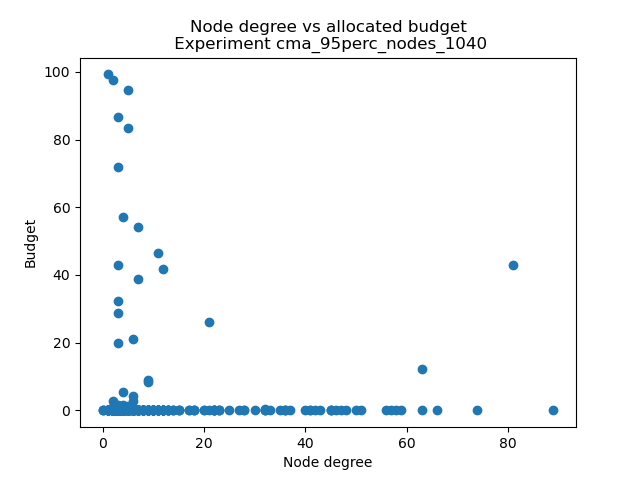 Node degree vs allocated budget
Experiment cma_95perc_nodes_1040
100
80
60
40
20
0
Budget
0 20 40 60 80
Node degree